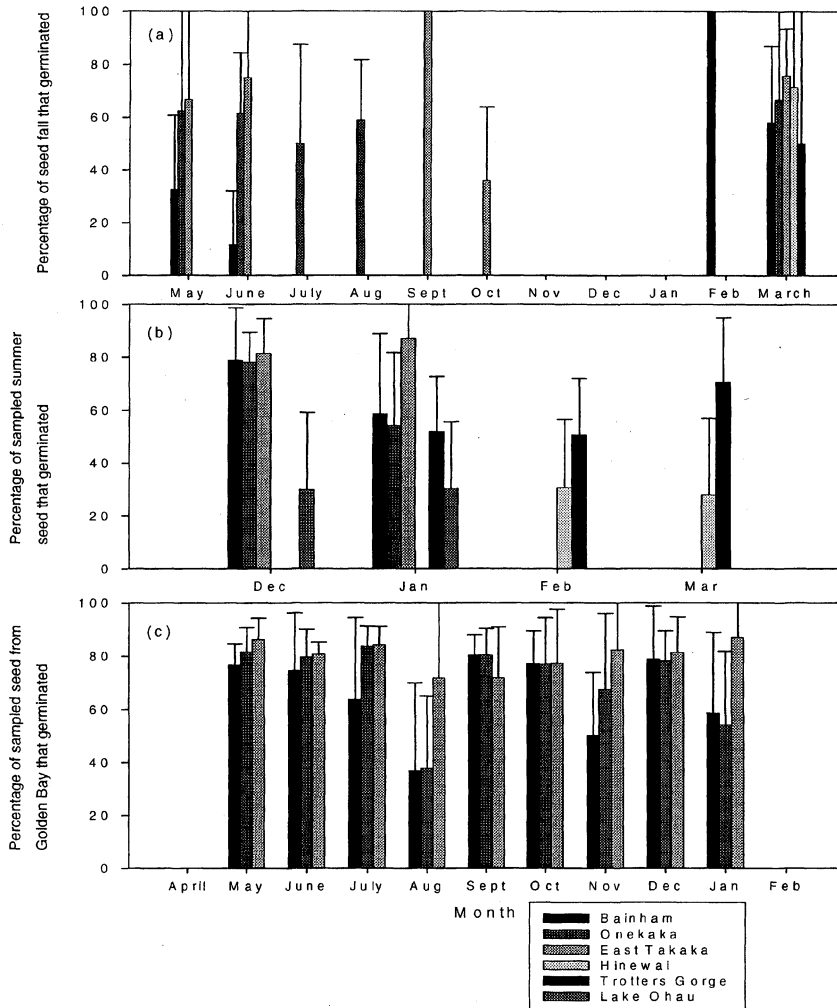 (a)
Percentage of seed fall that germinated
100
80
60
40
20
0
May June July Aug Sept Oct Nov Dec Jan Feb March
(b)
Percentage of sampled summer
seed that germinated
100
80
60
40
20
0
Dec Jan Feb Mar
(c)
Percentage of sampled seed from
Golden Bay that germinated
100
80
60
40
20
0
April May June July Aug Sept Oct Nov Dec Jan Feb
Month
Bainham
Onekaka
East Takaka
Hinewai
Trotters Gorge
Lake Ohau